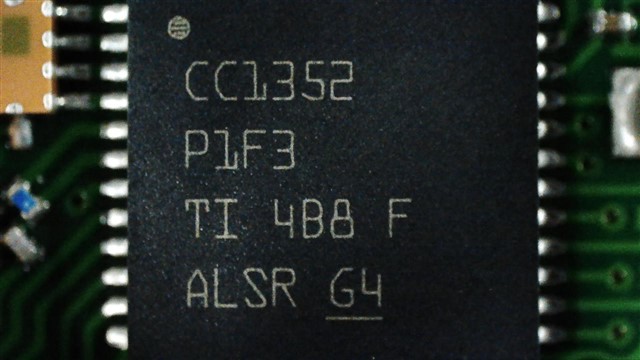 CC1352
P1F3
TI 4B8 F
ALSR G4